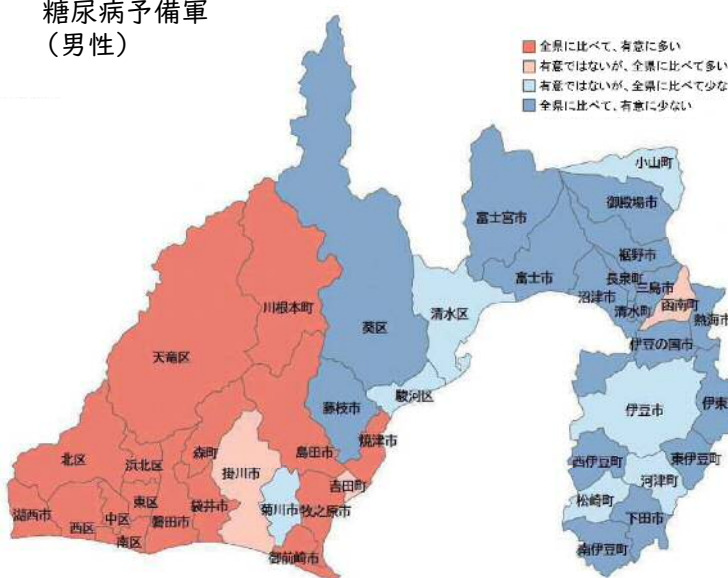 糖尿病予備軍
（男性）
全県に比べて、有意に多い
有意ではないが、全県に比べて多い
有意ではないが、全県に比べて少な
全県に比べて、有意に少ない
小山町
御殿場市
富士宮市
裾野市
富士市
長泉町
三島市
沼津市
清水町
函南町
熱海市
川根本町
葵区
清水区
伊豆の国市
天竜区
駿河区
藤枝市
伊豆市
伊東
焼津市
島田市
森町
北区
浜北区
掛川市
西伊豆町
東伊豆町
吉田町
河津町
東区
袋井市
菊川市
牧之原市
松崎町
湖西市
西区
中区
磐田市
下田市
南区
御前崎市
南伊豆町